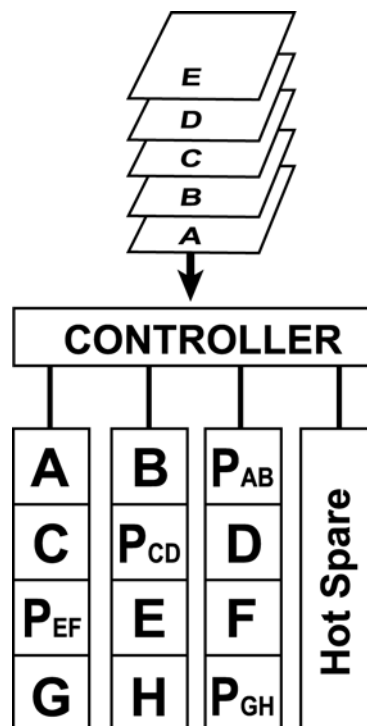 E
D
C
B
A
CONTROLLER
A B PAB
C PCD D
PEF E F
G H PGH
Hot Spare